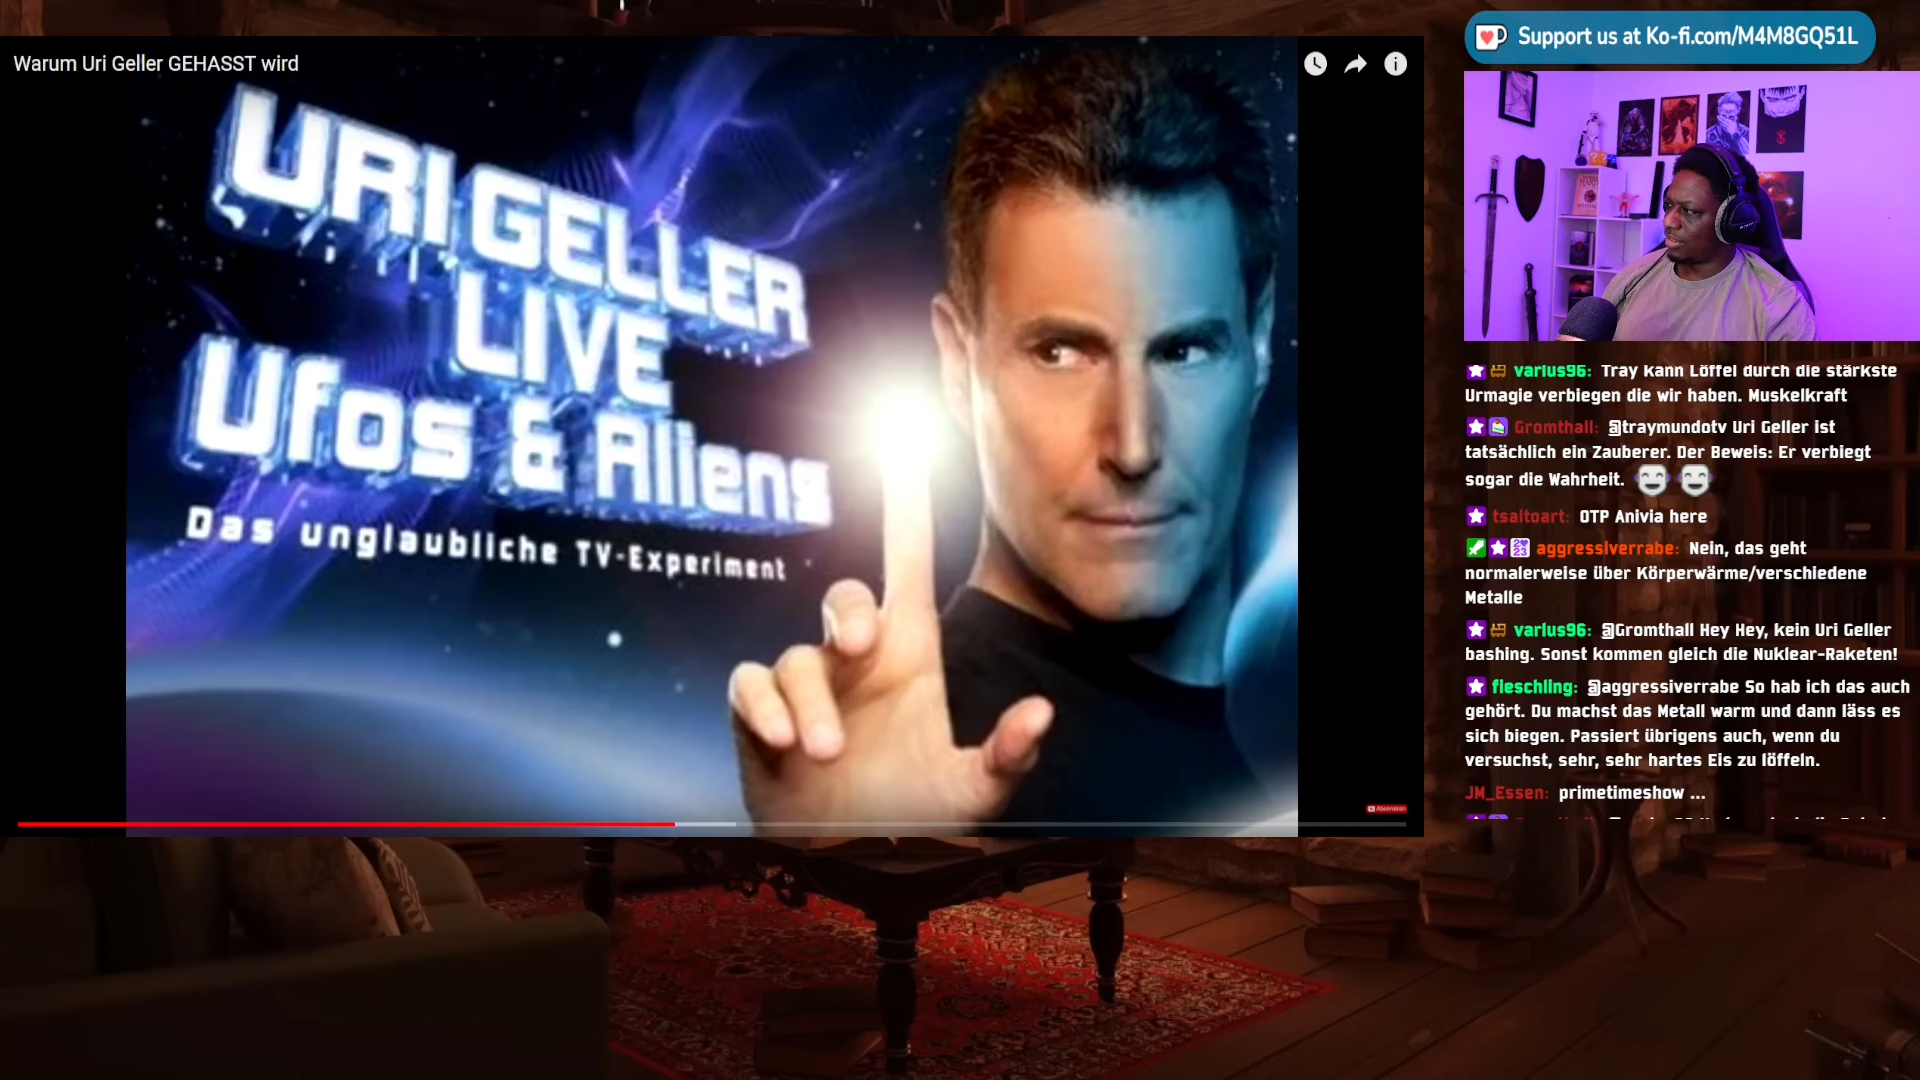 Support us at Ko-fi.com/M4M8GQ51L
Warum Uri Geller GEHASST wird
URI GELLER
LIVE
Ufos & Aliens
Das unglaubliche TV-Experiment
Abonnieren
varius96: Tray kann Löffel durch die stärkste
Urmagie verbiegen die wir haben. Muskelkraft
Gromthall: @traymundotv Uri Geller ist
tatsächlich ein Zauberer. Der Beweis: Er verbiegt
sogar die Wahrheit.
tsaitoart: OTP Anivia here
aggressiverrabe: Nein, das geht
normalerweise über Körperwärme/verschiedene
Metalle
varius96: @Gromthall Hey Hey, kein Uri Geller
bashing. Sonst kommen gleich die Nuklear-Raketen!
fleschling: @aggressiverrabe So hab ich das auch
gehört. Du machst das Metall warm und dann läss es
sich biegen. Passiert übrigens auch, wenn du
versuchst, sehr, sehr hartes Eis zu löffeln.
JM_Essen: primetimeshow ...